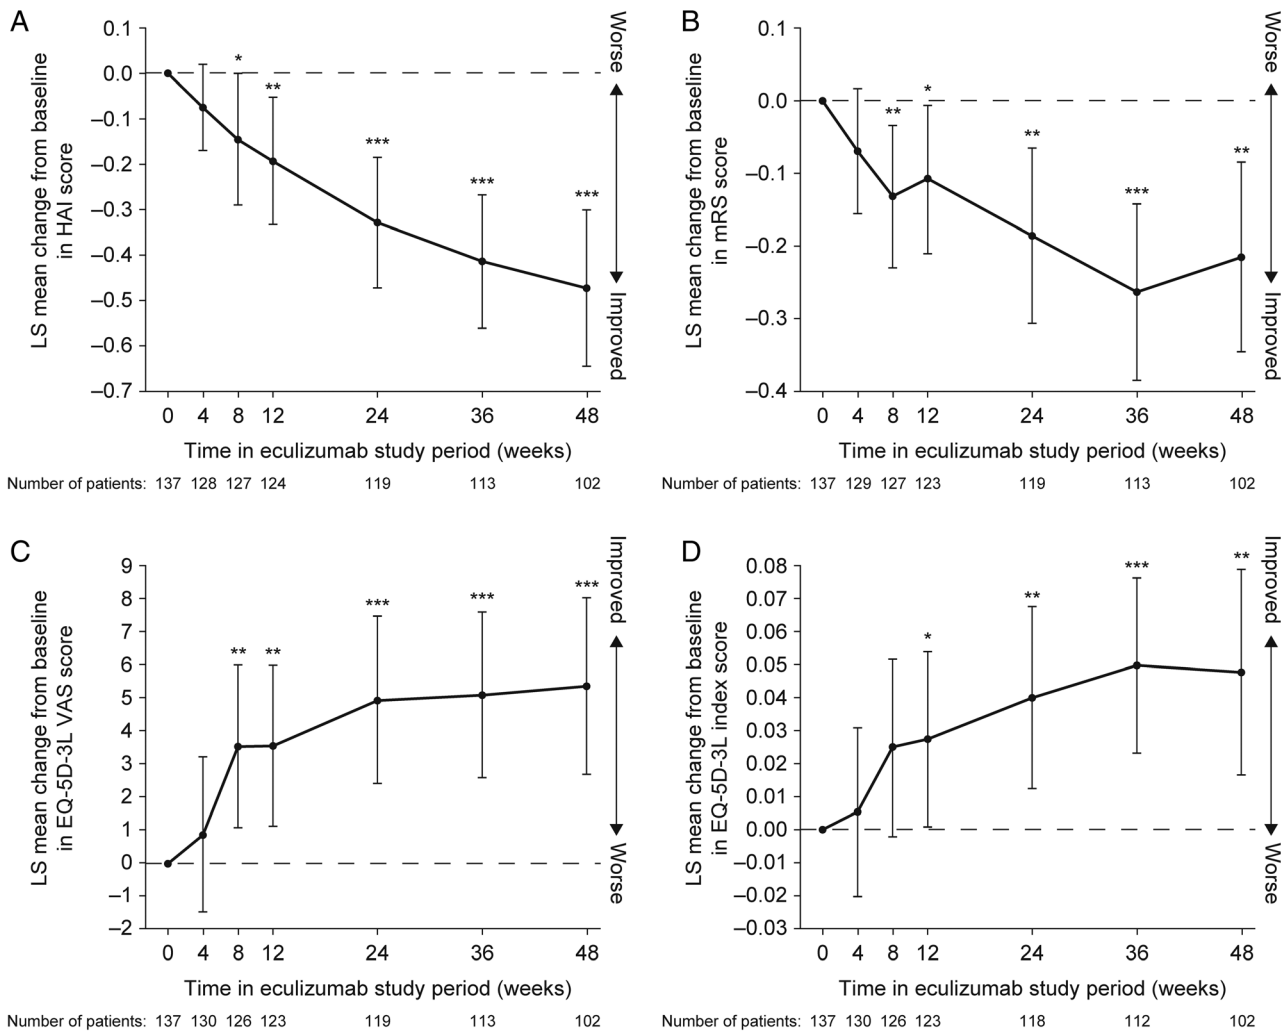 A
LS mean change from baseline
in HAI score
0.1
0.0
–0.1
–0.2
–0.3
–0.4
–0.5
–0.6
–0.7
*
**
***
***
***
Worse
Improved
0 4 8 12 24 36 48
Time in eculizumab study period (weeks)
Number of patients: 137 128 127 124 119 113 102
B
LS mean change from baseline
in mRS score
0.1
0.0
–0.1
–0.2
–0.3
–0.4
**
*
**
***
**
Worse
Improved
0 4 8 12 24 36 48
Time in eculizumab study period (weeks)
Number of patients: 137 129 127 123 119 113 102
C
LS mean change from baseline
in EQ-5D-3L VAS score
9
8
7
6
5
4
3
2
1
0
–1
–2
**
**
***
***
***
Improved
Worse
0 4 8 12 24 36 48
Time in eculizumab study period (weeks)
Number of patients: 137 130 126 123 119 113 102
D
LS mean change from baseline
in EQ-5D-3L index score
0.08
0.07
0.06
0.05
0.04
0.03
0.02
0.01
0.00
–0.01
–0.02
–0.03
*
**
***
**
Improved
Worse
0 4 8 12 24 36 48
Time in eculizumab study period (weeks)
Number of patients: 137 130 126 123 118 112 102